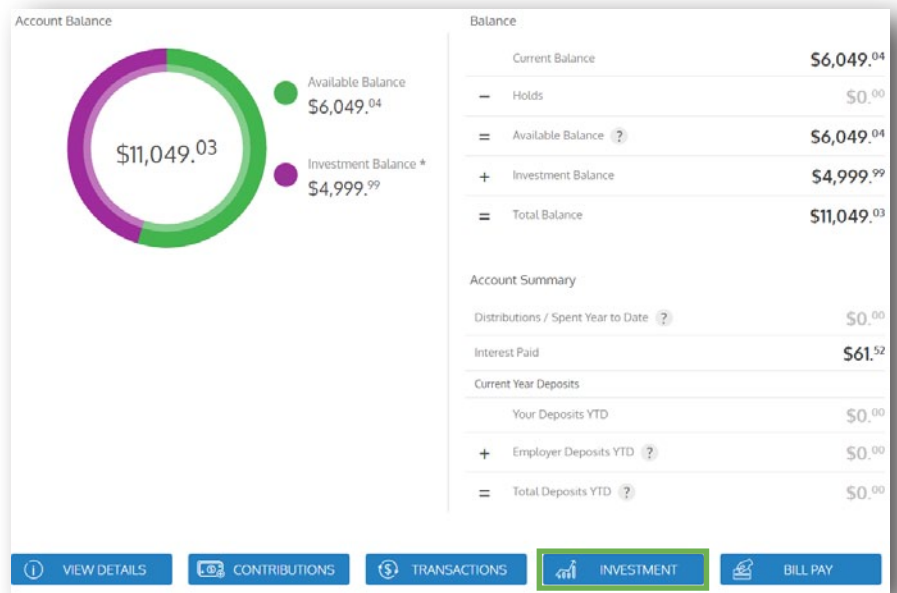 Account Balance
$11,049.03
Available Balance
$6,049.04
Investment Balance *
$4,999.99
Balance
Current Balance $6,049.04
− Holds $0.00
= Available Balance ? $6,049.04
+ Investment Balance $4,999.99
= Total Balance $11,049.03
Account Summary
Distributions / Spent Year to Date ? $0.00
Interest Paid $61.52
Current Year Deposits
Your Deposits YTD $0.00
+ Employer Deposits YTD ? $0.00
= Total Deposits YTD ? $0.00
VIEW DETAILS CONTRIBUTIONS TRANSACTIONS INVESTMENT BILL PAY